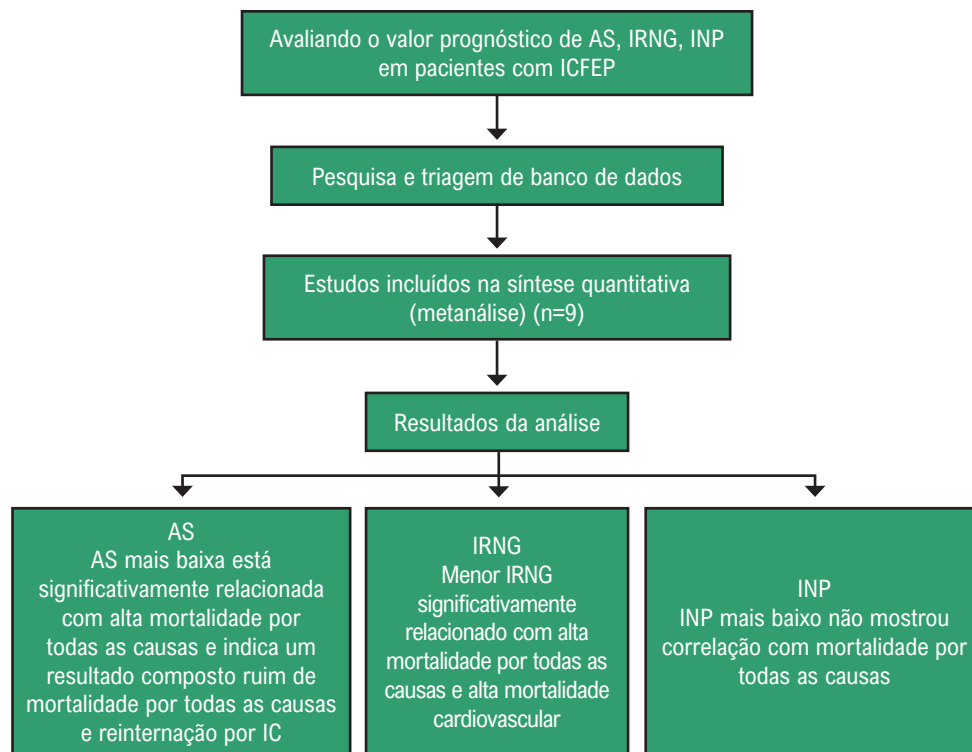 Avaliando o valor prognóstico de AS, IRNG, INP
em pacientes com ICFEP
Pesquisa e triagem de banco de dados
Estudos incluídos na síntese quantitativa
(metanálise) (n=9)
Resultados da análise
AS
AS mais baixa está
significativamente relacionada
com alta mortalidade por
todas as causas e indica um
resultado composto ruim de
mortalidade por todas as causas
e reinternação por IC
IRNG
Menor IRNG
significativamente
relacionado com alta
mortalidade por todas as
causas e alta mortalidade
cardiovascular
INP
INP mais baixo não mostrou
correlação com mortalidade por
todas as causas